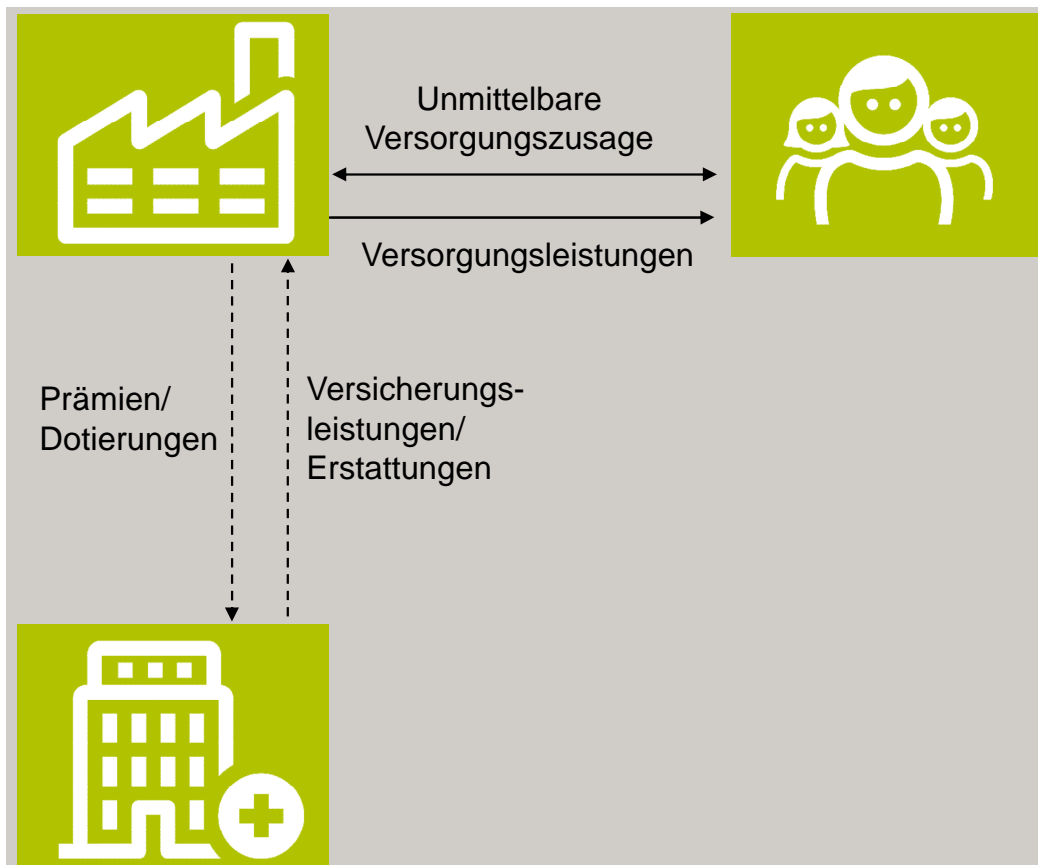 Unmittelbare
Versorgungszusage
Versorgungsleistungen
Prämien/
Dotierungen
Versicherungs-
leistungen/
Erstattungen